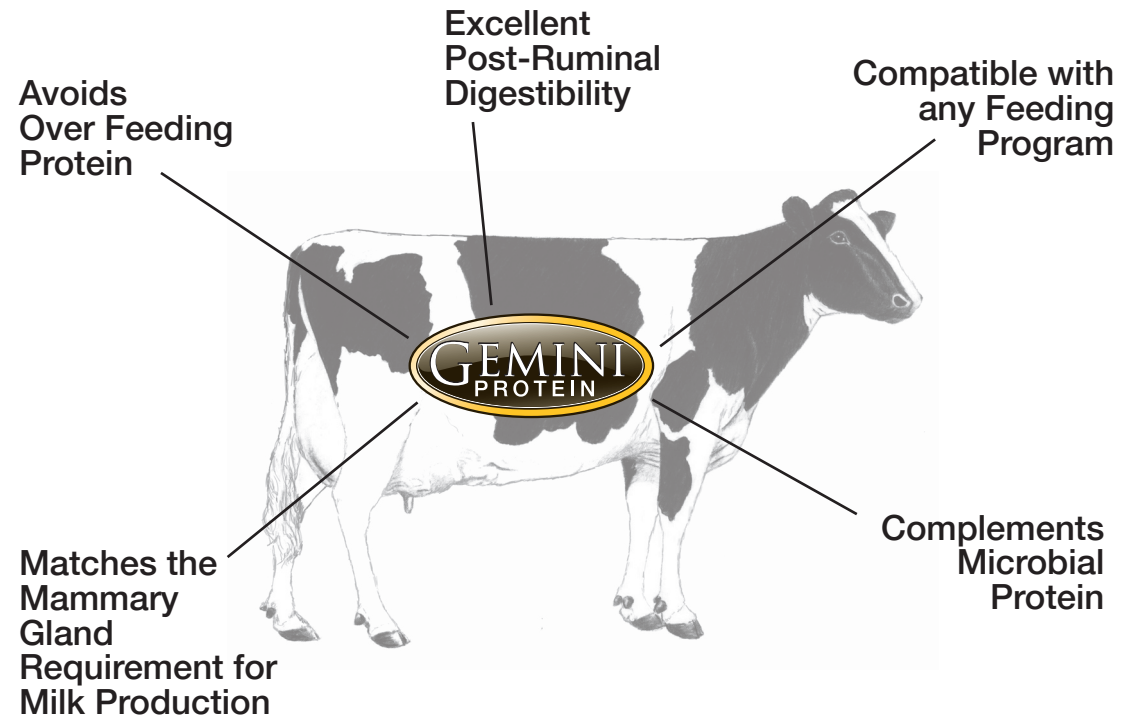 Excellent
Post-Ruminal
Digestibility
Avoids
Over Feeding
Protein
Compatible with
any Feeding
Program
GEMINI
PROTEIN
Matches the
Mammary
Gland
Requirement for
Milk Production
Complements
Microbial
Protein